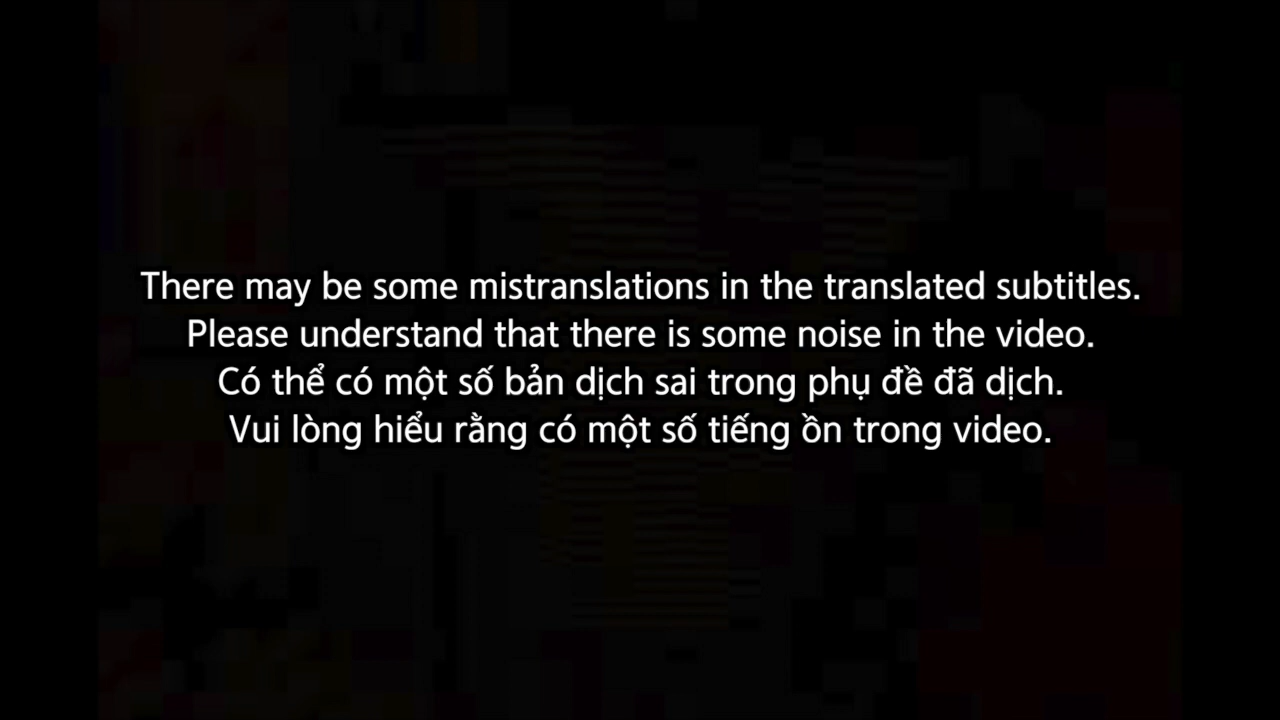 There may be some mistranslations in the translated subtitles.
Please understand that there is some noise in the video.
Có thể có một số bản dịch sai trong phụ đề đã dịch.
Vui lòng hiểu rằng có một số tiếng ồn trong video.